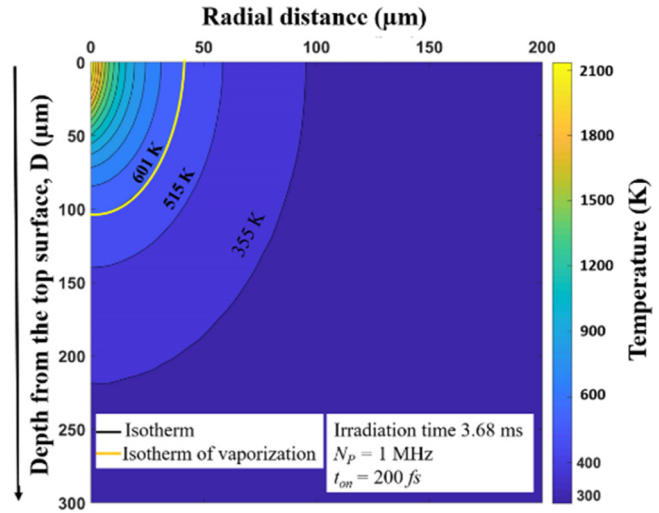 Radial distance (µm)
0 50 100 150 200
0
50
100
150
200
250
300
Depth from the top surface, D (µm)
601 K
515 K
355 K
Isotherm
Isotherm of vaporization
Irradiation time 3.68 ms
N_P = 1 MHz
t_on = 200 fs
2100
1800
1500
1200
900
600
400
300
Temperature (K)